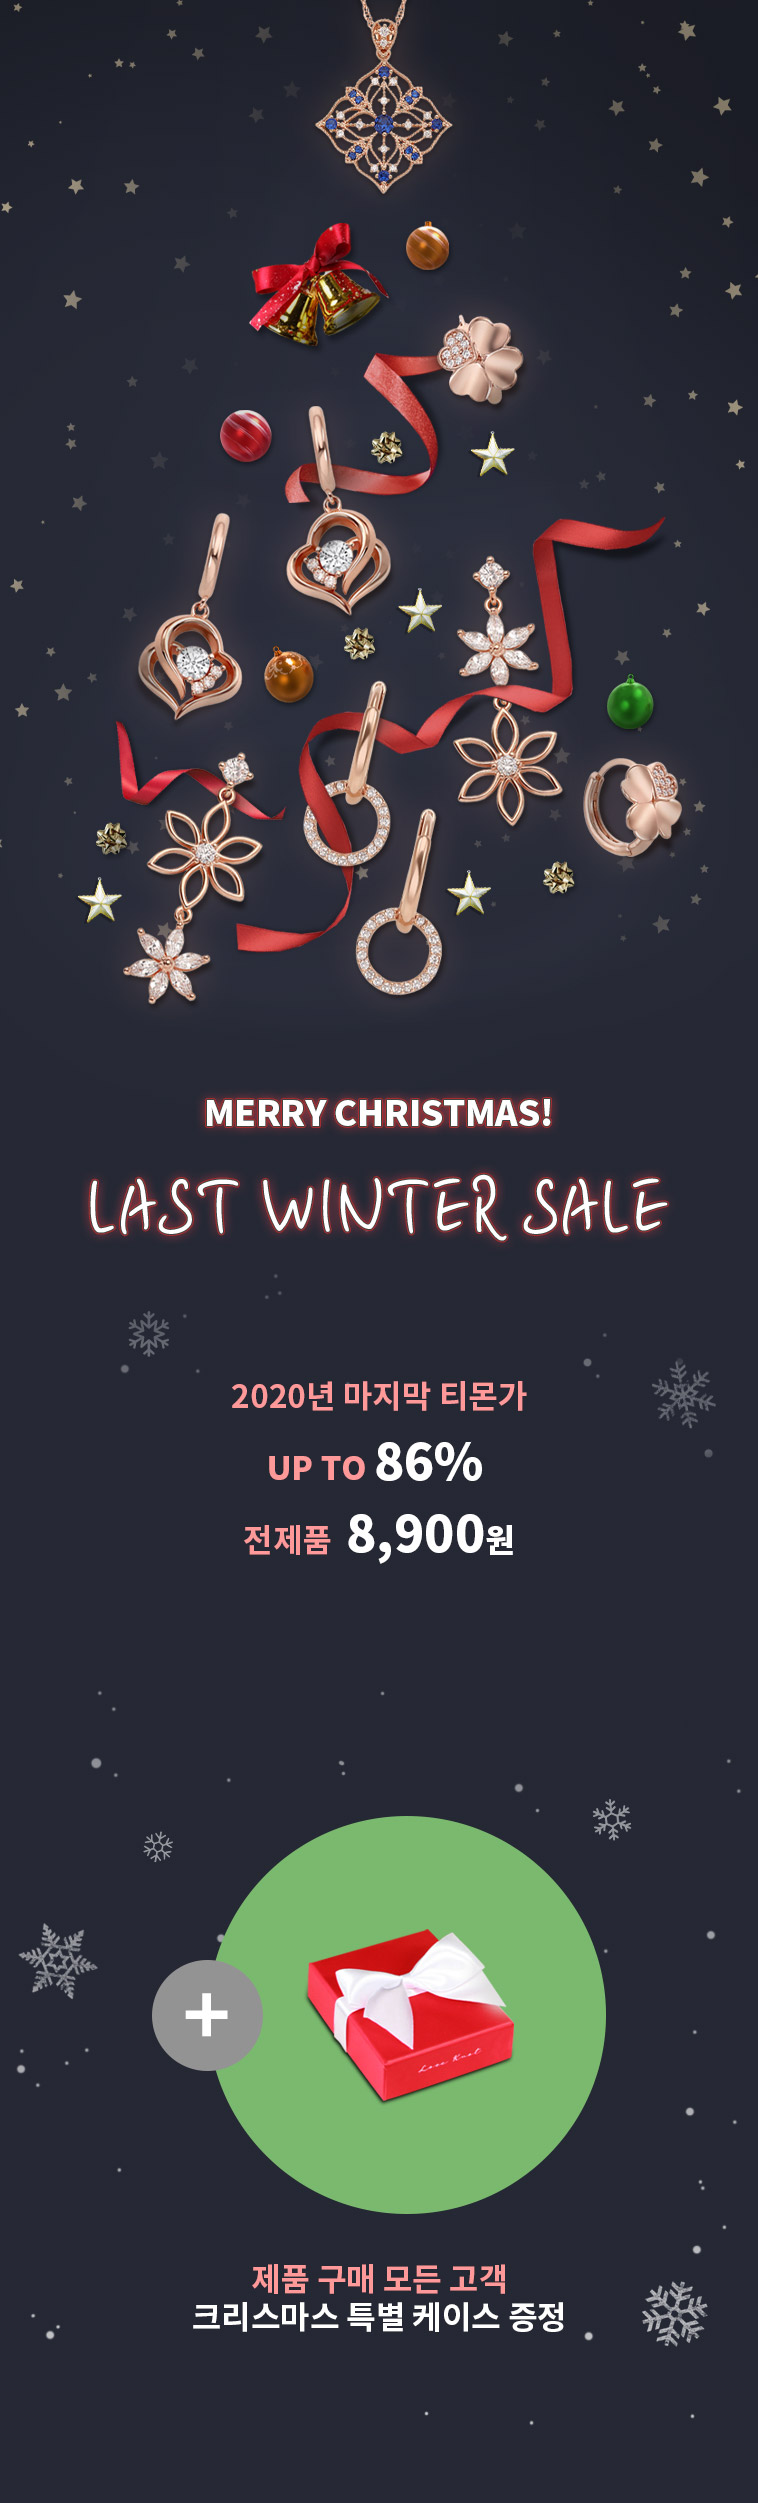 MERRY CHRISTMAS!
LAST WINTER SALE
2020년 마지막 티몬가
UP TO 86%
전제품 8,900원
+
Love Knot
제품 구매 모든 고객
크리스마스 특별 케이스 증정